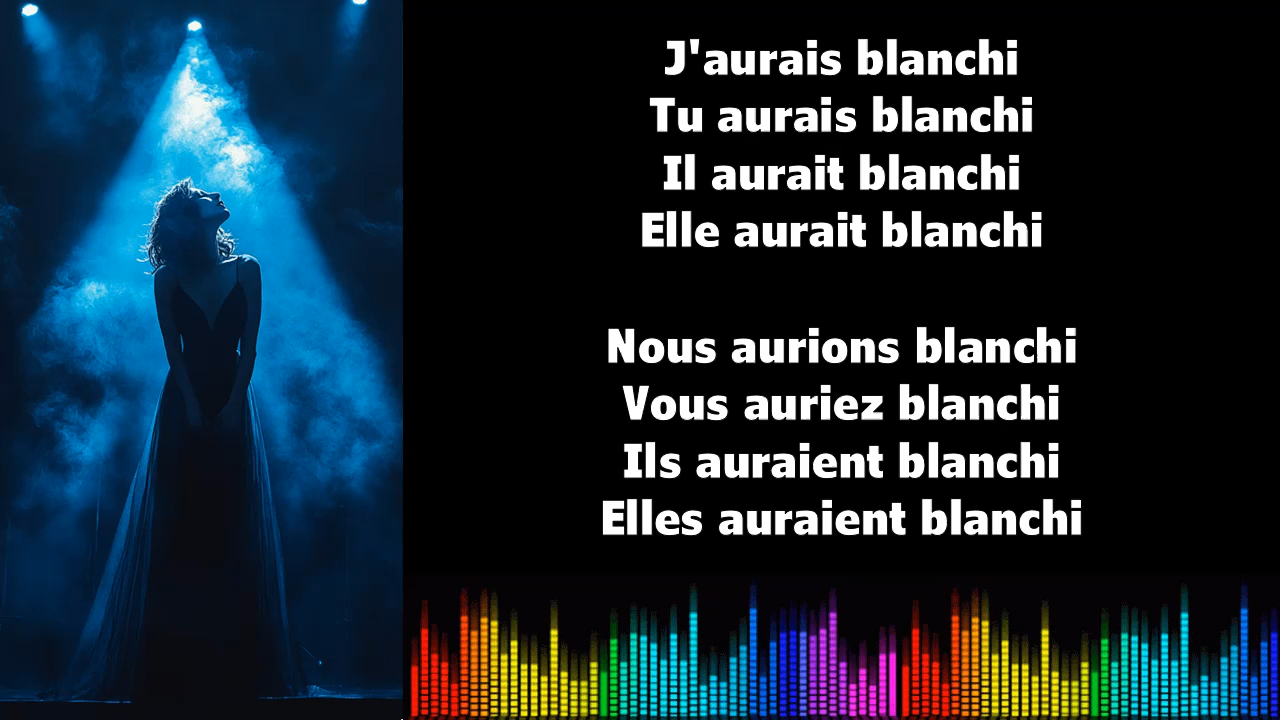 J'aurais blanchi
Tu aurais blanchi
Il aurait blanchi
Elle aurait blanchi
Nous aurions blanchi
Vous auriez blanchi
Ils auraient blanchi
Elles auraient blanchi